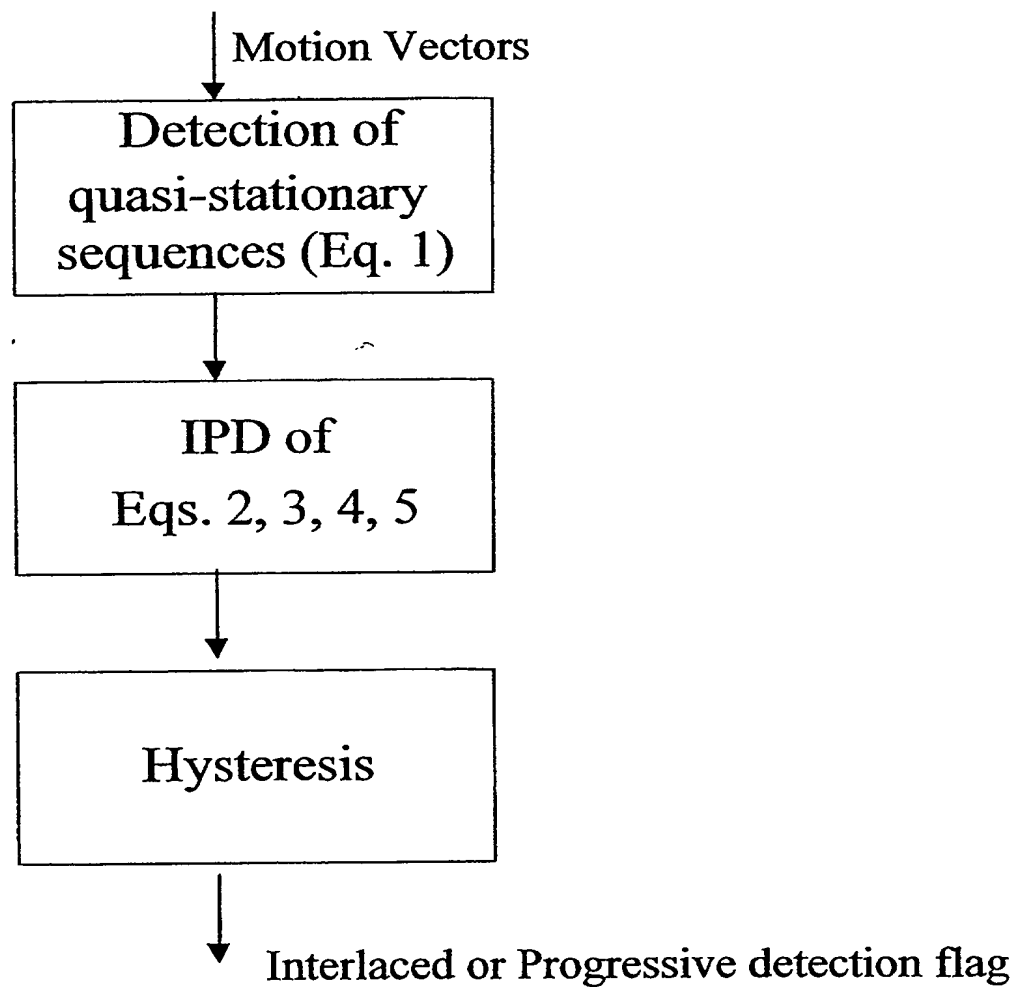 Motion Vectors
Detection of
quasi-stationary
sequences (Eq. 1)
IPD of
Eqs. 2, 3, 4, 5
Hysteresis
Interlaced or Progressive detection flag